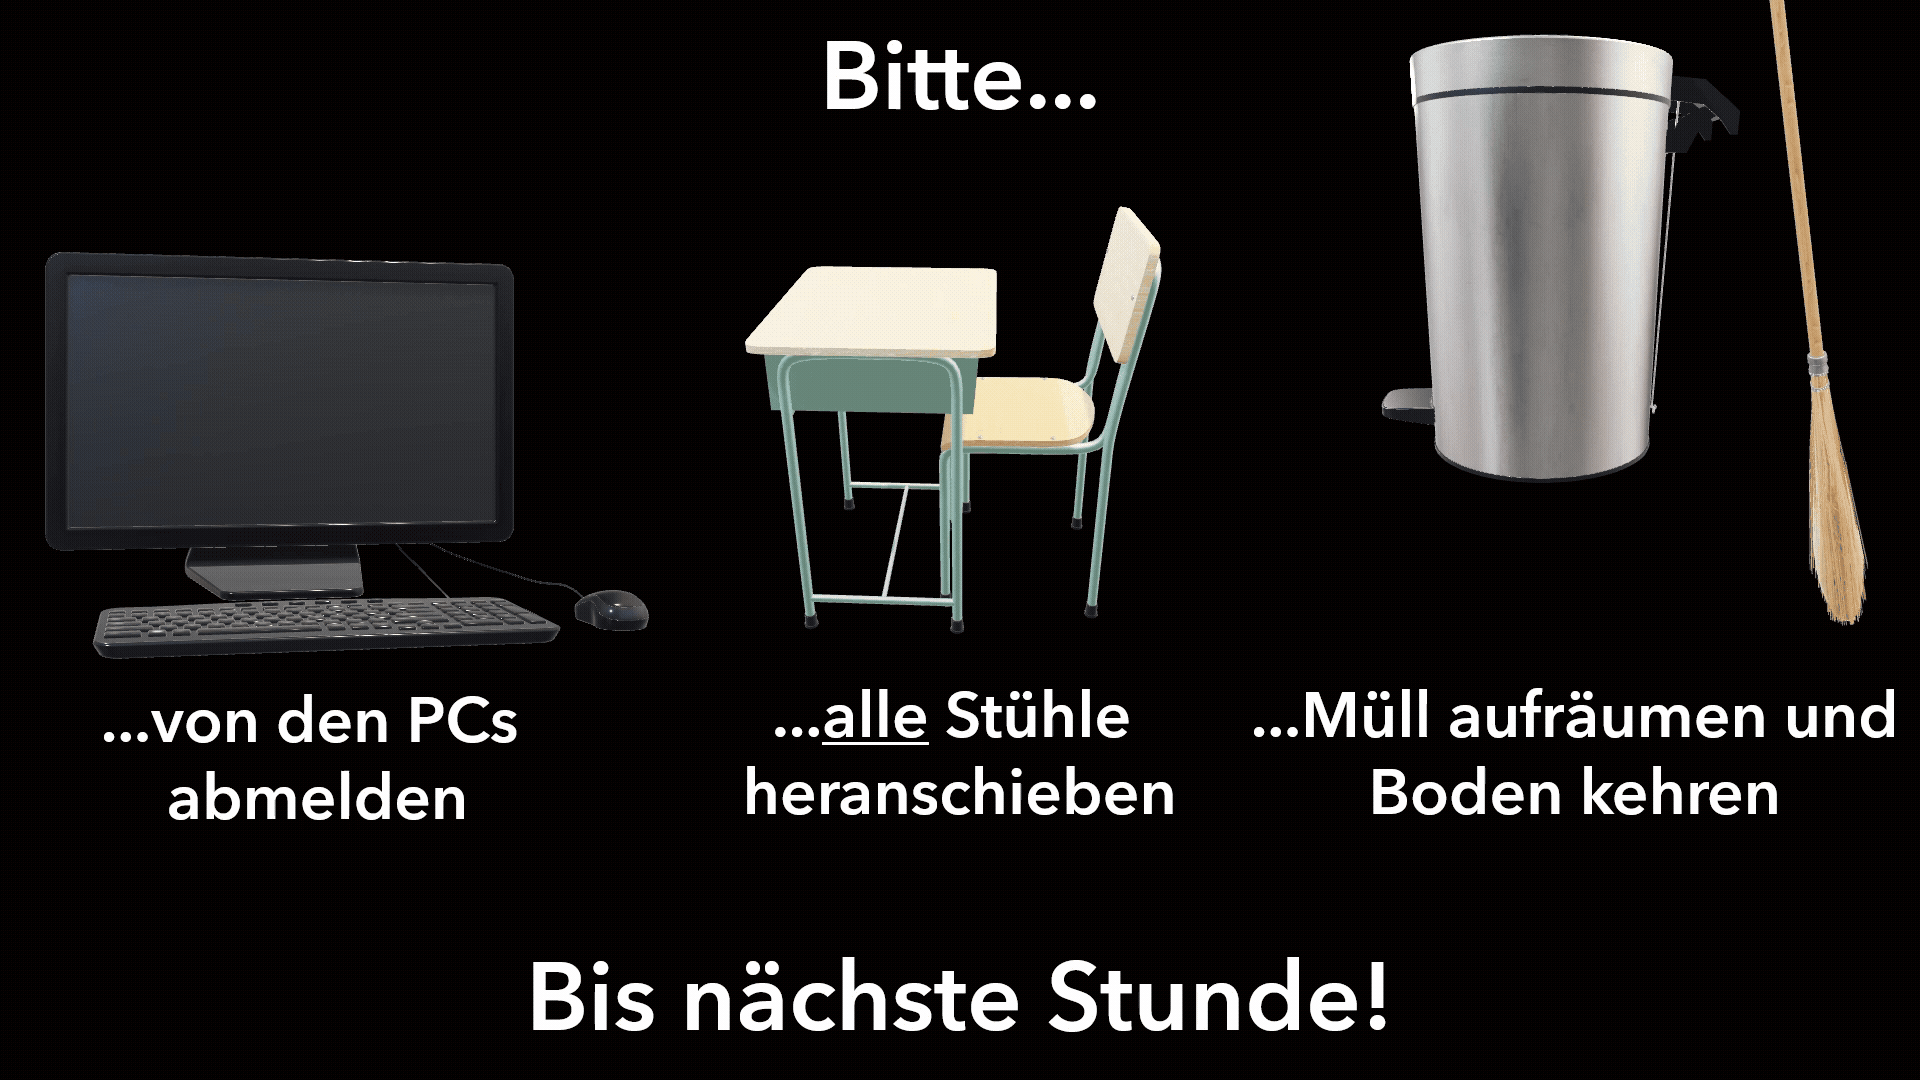 Bitte...
...von den PCs
abmelden
...alle Stühle
heranschieben
...Müll aufräumen und
Boden kehren
Bis nächste Stunde!